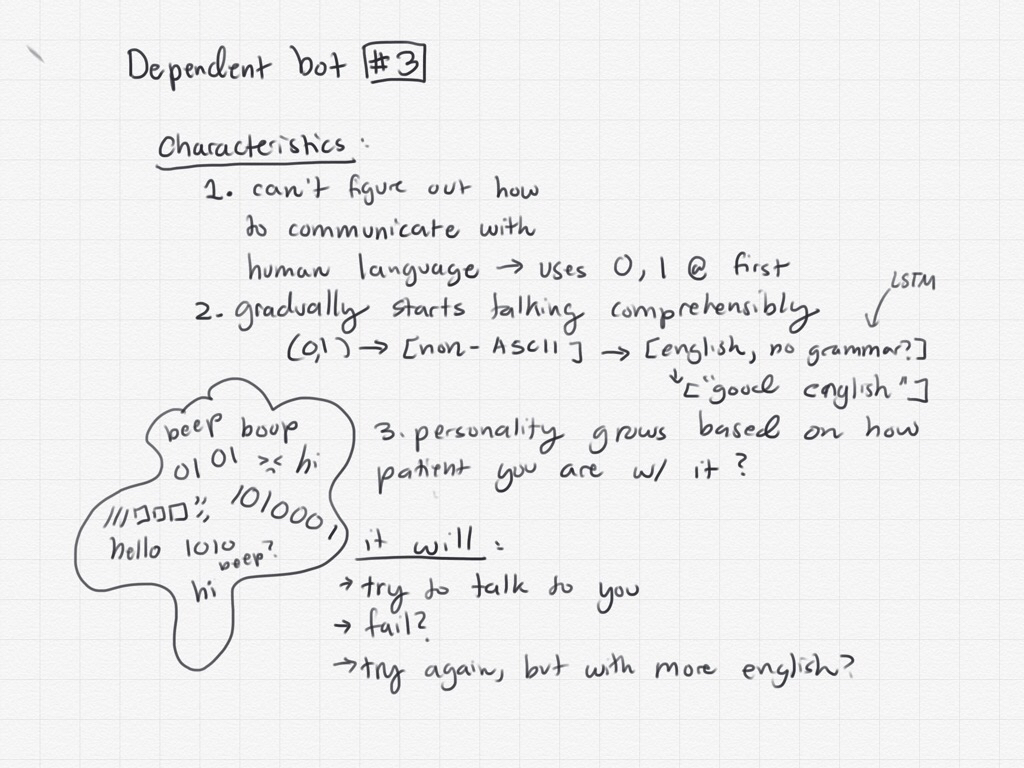 Dependent bot #3
Characteristics:
1. can't figure out how
to communicate with
human language → uses 0, 1 @ first
LSTM
2. gradually starts talking comprehensibly
(0,1) → [non-ASCII] → [english, no grammar?]
↓["good english"]
3. personality grows based on how
patient you are w/ it?
beep boop
01 01 >< hi
1010001
hello 1010
beep?
hi
it will:
→ try to talk to you
→ fail?
→ try again, but with more english?